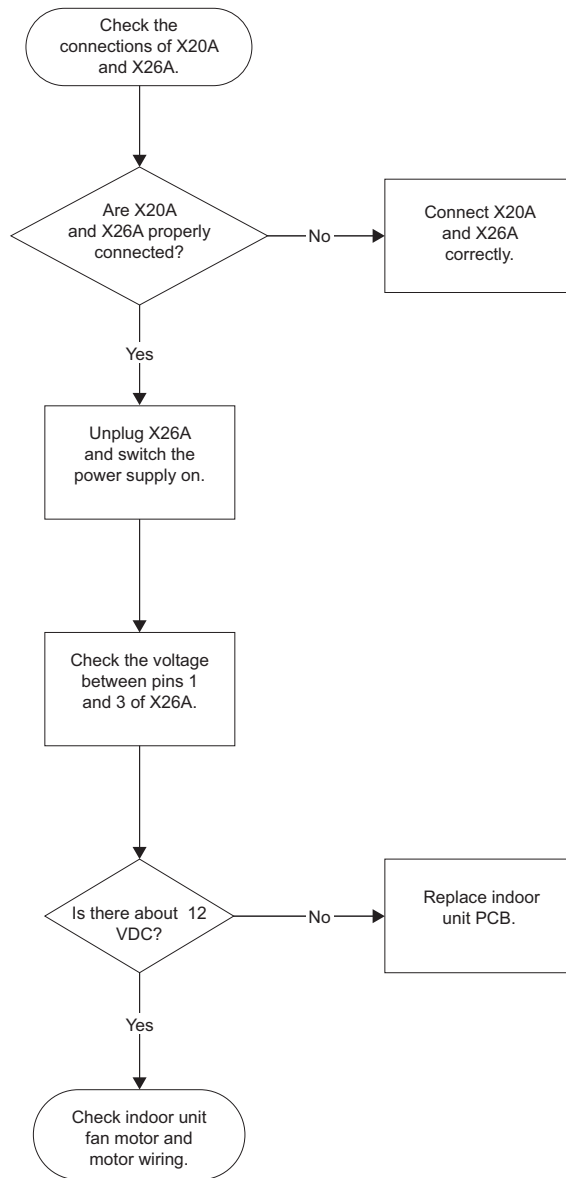 Check the
connections of X20A
and X26A.
Are X20A
and X26A properly
connected?
No
Connect X20A
and X26A
correctly.
Yes
Unplug X26A
and switch the
power supply on.
Check the voltage
between pins 1
and 3 of X26A.
Is there about 12
VDC?
No
Replace indoor
unit PCB.
Yes
Check indoor unit
fan motor and
motor wiring.